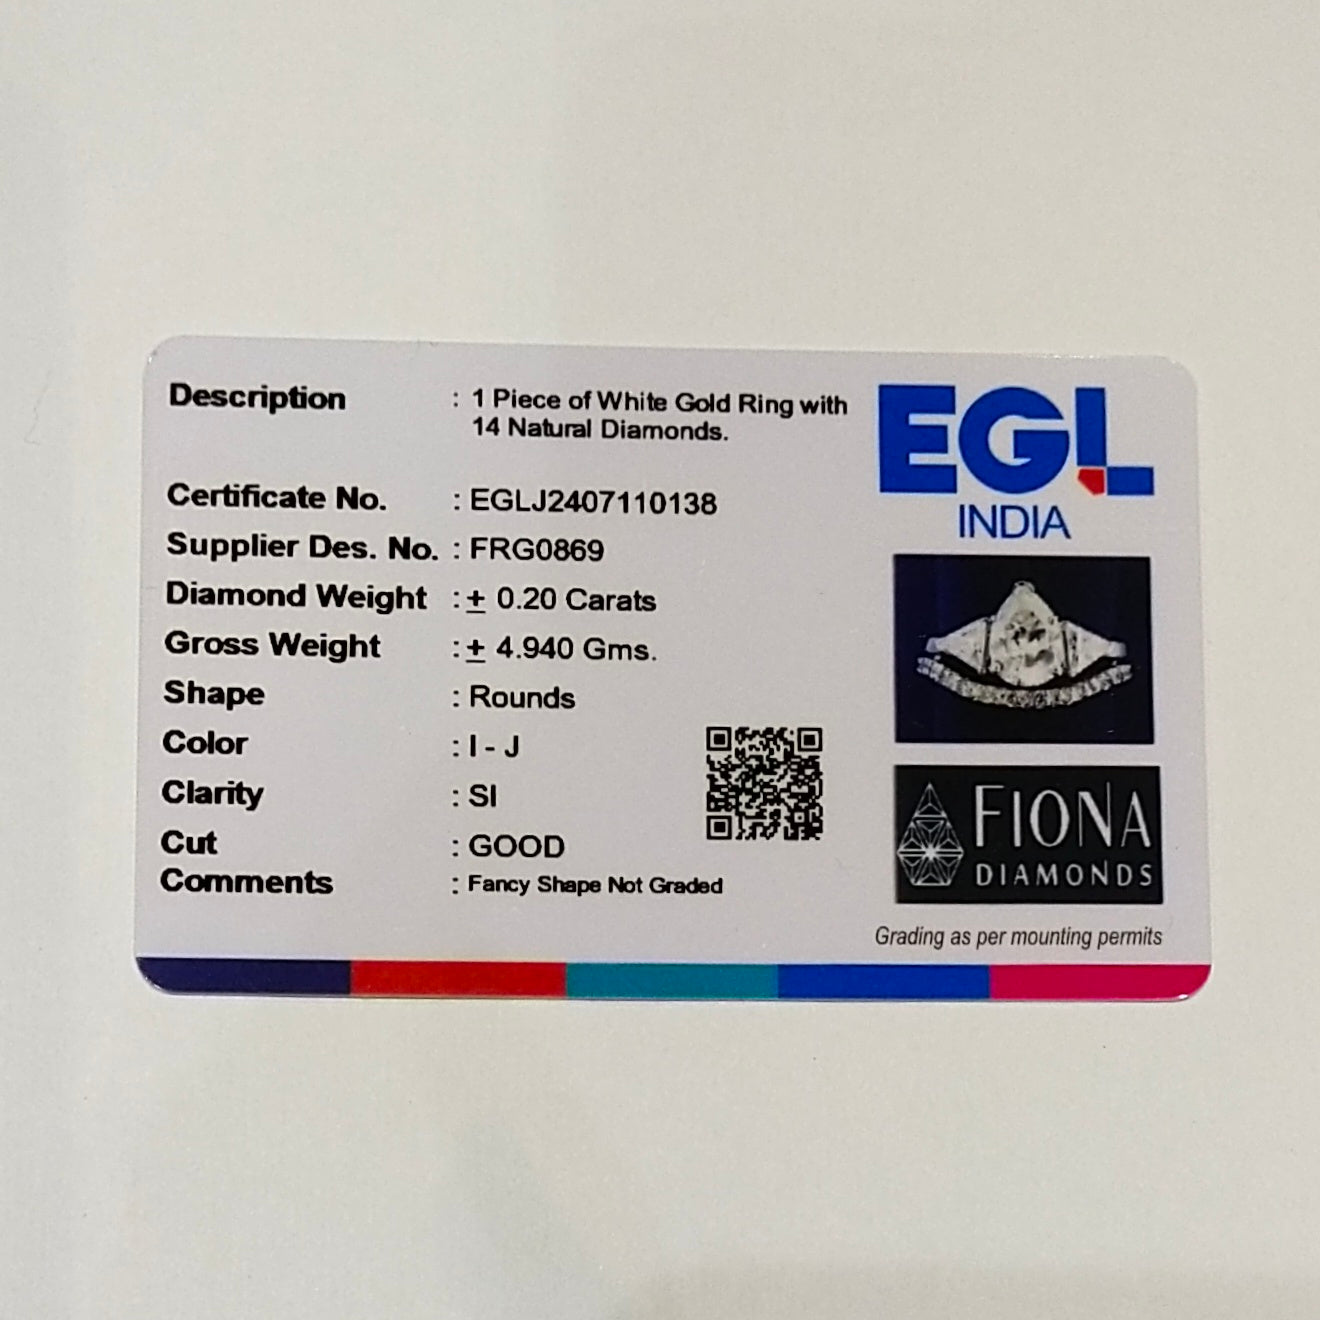 Description : 1 Piece of White Gold Ring with
14 Natural Diamonds.
Certificate No. : EGLJ2407110138
Supplier Des. No. : FRG0869
Diamond Weight : ± 0.20 Carats
Gross Weight : ± 4.940 Gms.
Shape : Rounds
Color : I - J
Clarity : SI
Cut : GOOD
Comments : Fancy Shape Not Graded
EGL
INDIA
FIONA
DIAMONDS
Grading as per mounting permits